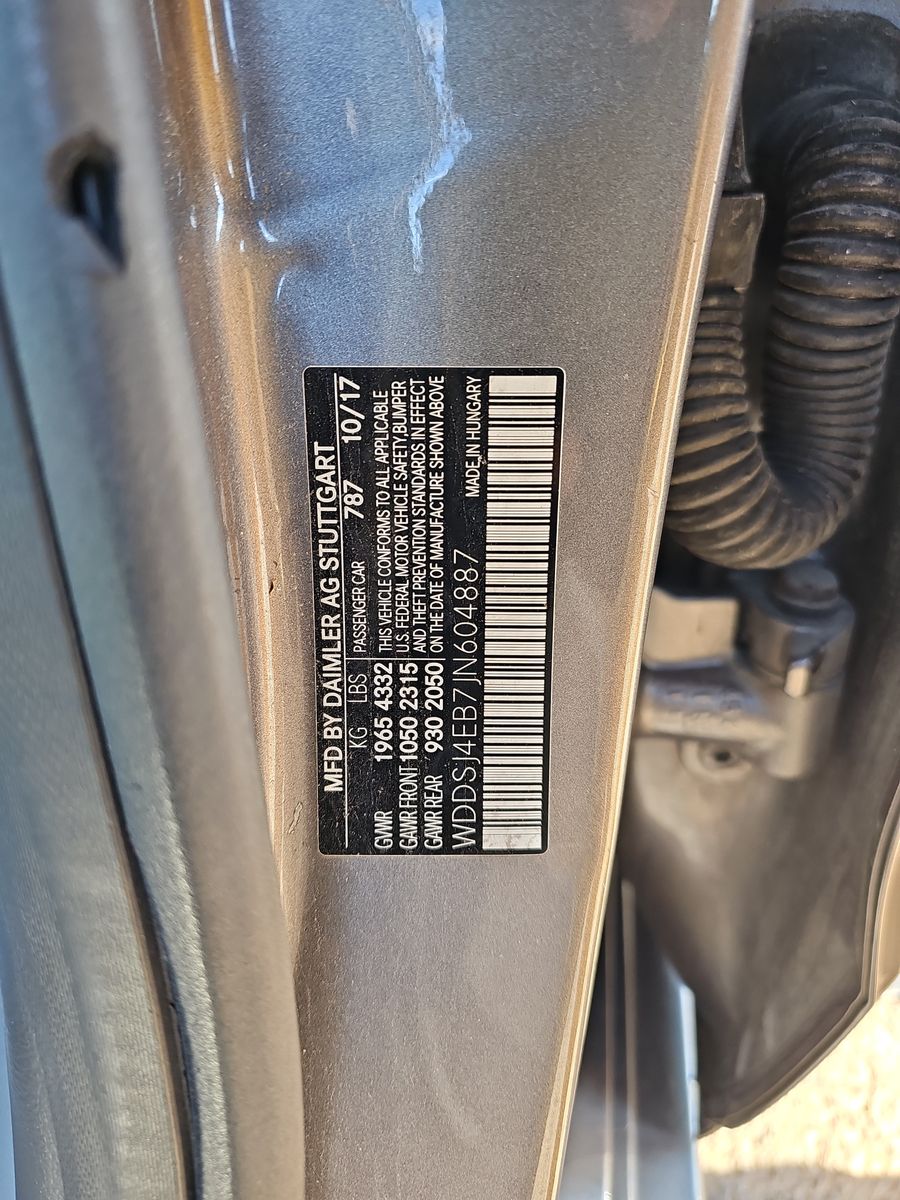 MFD BY DAIMLER AG STUTTGART
KG LBS PASSENGER CAR 787 10/17
GVWR 1965 4332 THIS VEHICLE CONFORMS TO ALL APPLICABLE
GAWR FRONT 1050 2315 U.S. FEDERAL MOTOR VEHICLE SAFETY, BUMPER
GAWR REAR 930 2050 AND THEFT PREVENTION STANDARDS IN EFFECT
ON THE DATE OF MANUFACTURE SHOWN ABOVE
WDDSJ4EB7JN604887 MADE IN HUNGARY